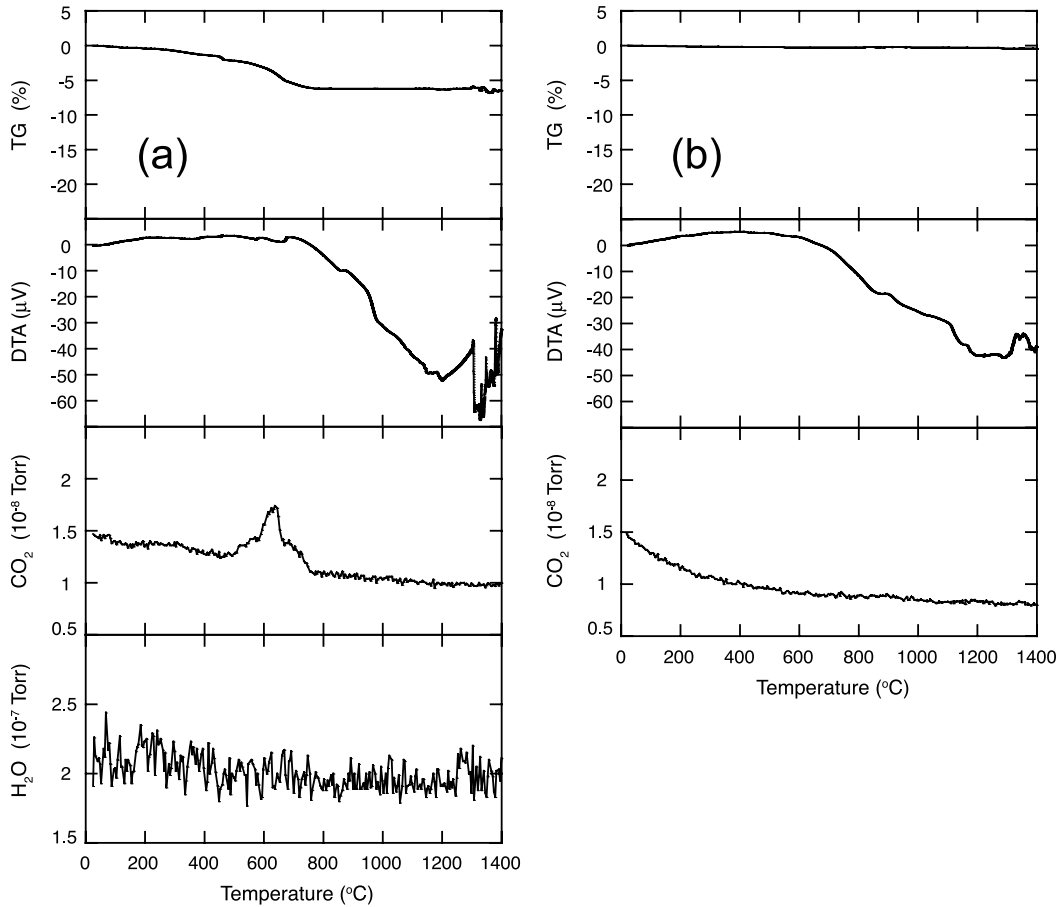 5
0
-5
-10
-15
-20
TG (%)
(a)
0
-10
-20
-30
-40
-50
-60
DTA (μV)
2
1.5
1
0.5
CO₂ (10⁻⁸ Torr)
2.5
2
1.5
H₂O (10⁻⁷ Torr)
0 200 400 600 800 1000 1200 1400
Temperature (°C)
5
0
-5
-10
-15
-20
TG (%)
(b)
0
-10
-20
-30
-40
-50
-60
DTA (μV)
2
1.5
1
0.5
CO₂ (10⁻⁸ Torr)
0 200 400 600 800 1000 1200 1400
Temperature (°C)